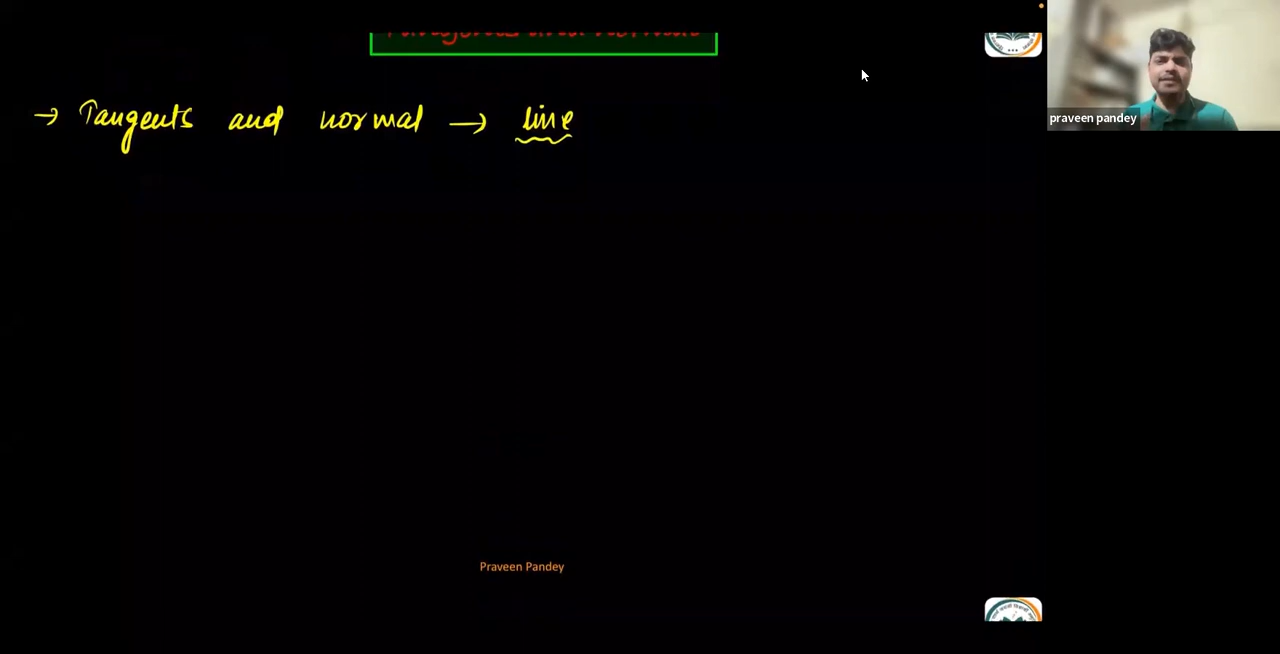 → Tangents and normal → line
praveen pandey
Praveen Pandey